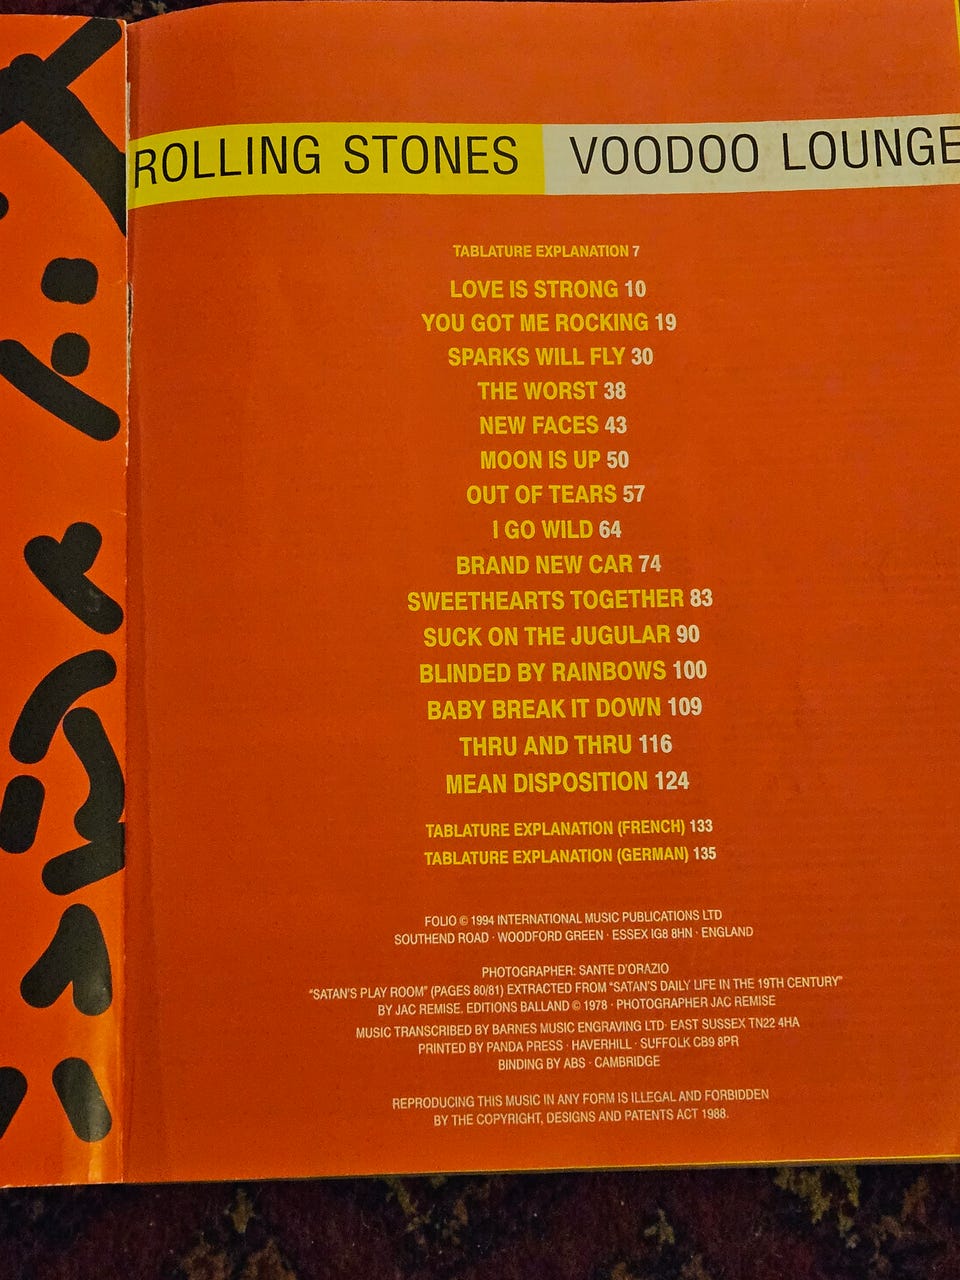 ROLLING STONES VOODOO LOUNGE
TABLATURE EXPLANATION 7
LOVE IS STRONG 10
YOU GOT ME ROCKING 19
SPARKS WILL FLY 30
THE WORST 38
NEW FACES 43
MOON IS UP 50
OUT OF TEARS 57
I GO WILD 64
BRAND NEW CAR 74
SWEETHEARTS TOGETHER 83
SUCK ON THE JUGULAR 90
BLINDED BY RAINBOWS 100
BABY BREAK IT DOWN 109
THRU AND THRU 116
MEAN DISPOSITION 124
TABLATURE EXPLANATION (FRENCH) 133
TABLATURE EXPLANATION (GERMAN) 135
FOLIO © 1994 INTERNATIONAL MUSIC PUBLICATIONS LTD
SOUTHEND ROAD · WOODFORD GREEN · ESSEX IG8 8HN · ENGLAND
PHOTOGRAPHER: SANTE D'ORAZIO
"SATAN'S PLAY ROOM" (PAGES 80/81) EXTRACTED FROM "SATAN'S DAILY LIFE IN THE 19TH CENTURY"
BY JAC REMISE. EDITIONS BALLAND © 1978 · PHOTOGRAPHER JAC REMISE
MUSIC TRANSCRIBED BY BARNES MUSIC ENGRAVING LTD· EAST SUSSEX TN22 4HA
PRINTED BY PANDA PRESS · HAVERHILL · SUFFOLK CB9 8PR
BINDING BY ABS · CAMBRIDGE
REPRODUCING THIS MUSIC IN ANY FORM IS ILLEGAL AND FORBIDDEN
BY THE COPYRIGHT, DESIGNS AND PATENTS ACT 1988.